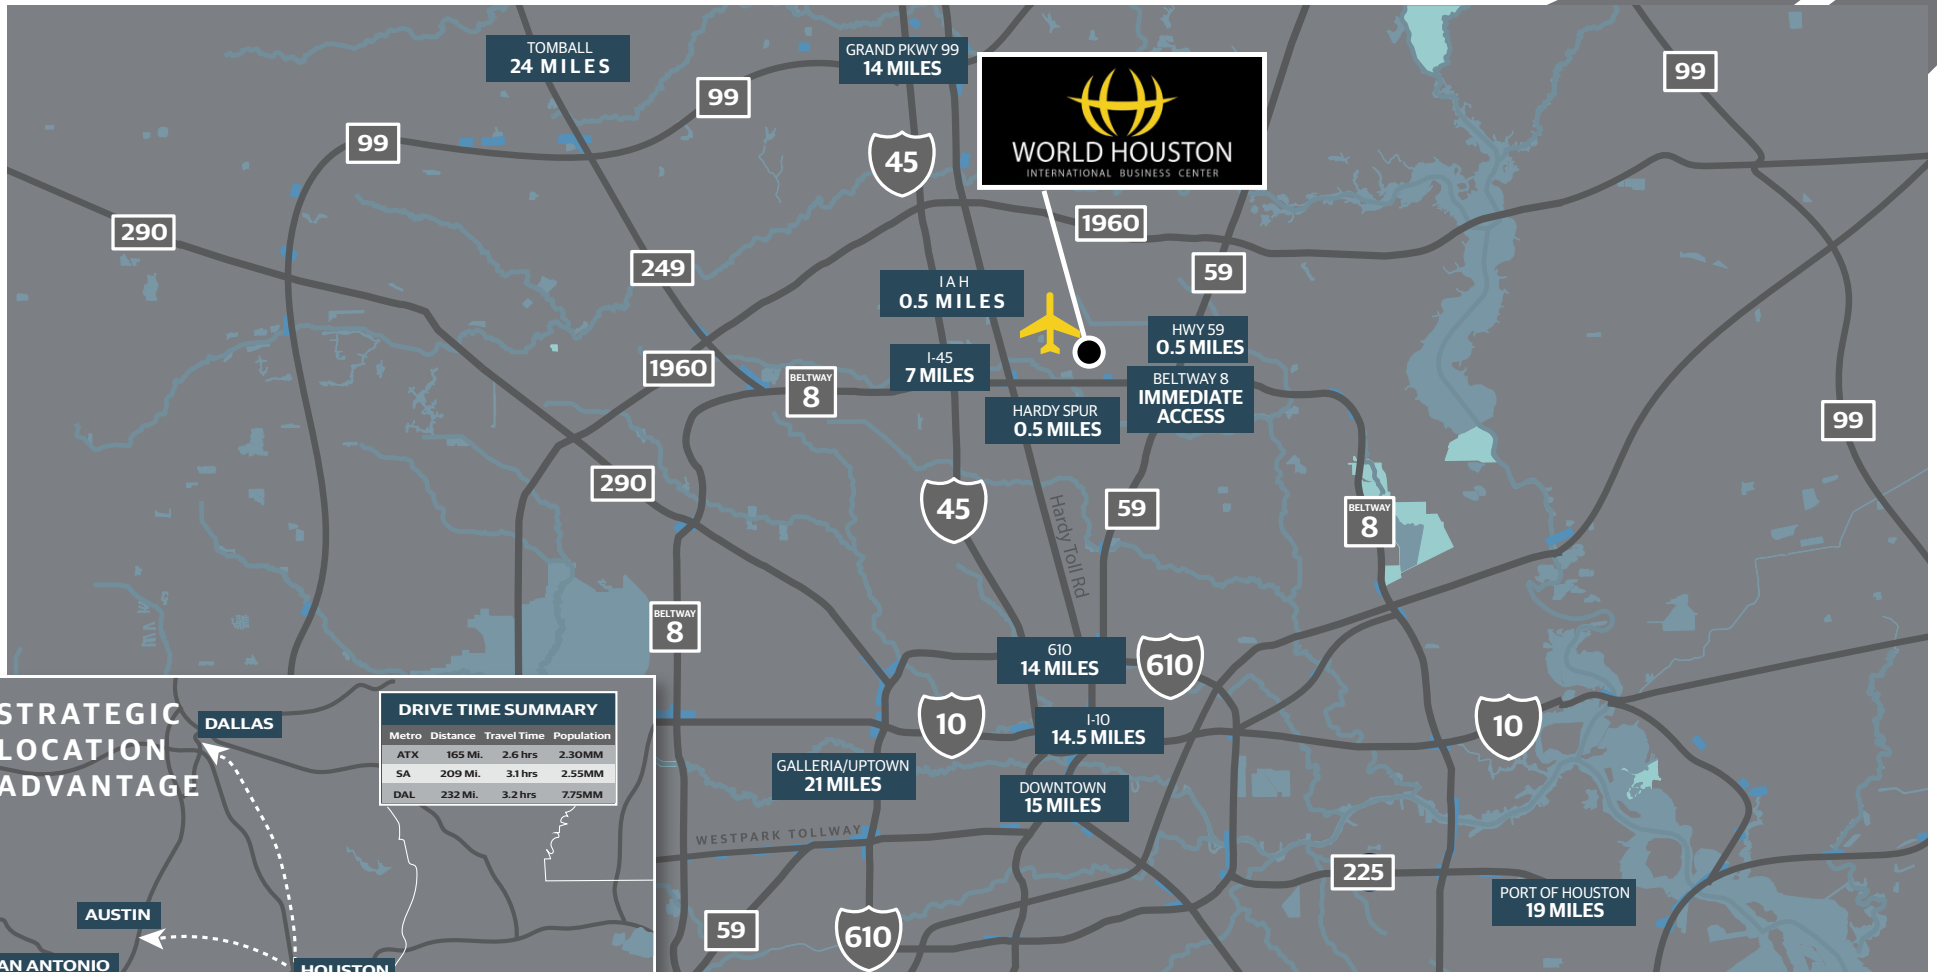 TOMBALL
24 MILES
GRAND PKWY 99
14 MILES
99
99
99
45
WORLD HOUSTON
INTERNATIONAL BUSINESS CENTER
290
1960
249
59
IAH
0.5 MILES
HWY 59
0.5 MILES
I-45
7 MILES
1960
BELTWAY
8
BELTWAY 8
IMMEDIATE
ACCESS
HARDY SPUR
0.5 MILES
99
290
45
Hardy Toll Rd
59
BELTWAY
8
BELTWAY
8
610
14 MILES
610
10
I-10
14.5 MILES
10
GALLERIA/UPTOWN
21 MILES
DOWNTOWN
15 MILES
WESTPARK TOLLWAY
225
PORT OF HOUSTON
19 MILES
59
610
STRATEGIC
LOCATION
ADVANTAGE
DALLAS
DRIVE TIME SUMMARY
Metro Distance Travel Time Population
ATX 165 Mi. 2.6 hrs 2.30MM
SA 209 Mi. 3.1 hrs 2.55MM
DAL 232 Mi. 3.2 hrs 7.75MM
AUSTIN
AN ANTONIO
HOUSTON